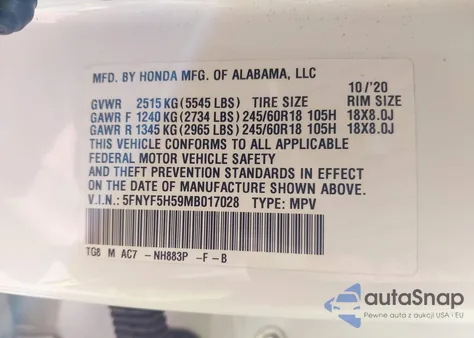 MFD. BY HONDA MFG. OF ALABAMA, LLC
10/'20
GVWR 2515 KG (5545 LBS) TIRE SIZE RIM SIZE
GAWR F 1240 KG (2734 LBS) 245/60R18 105H 18X8.0J
GAWR R 1345 KG (2965 LBS) 245/60R18 105H 18X8.0J
THIS VEHICLE CONFORMS TO ALL APPLICABLE
FEDERAL MOTOR VEHICLE SAFETY
AND THEFT PREVENTION STANDARDS IN EFFECT
ON THE DATE OF MANUFACTURE SHOWN ABOVE.
V.I.N.: 5FNYF5H59MB017028 TYPE: MPV
TG8 M AC7 -NH883P -F -B
autoSnap
Pewne auta z aukcji USA i EU